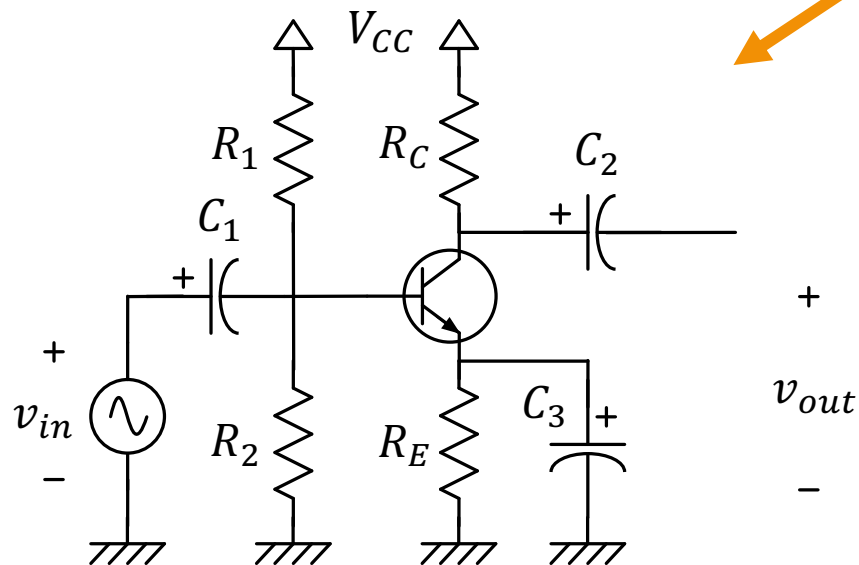 V_CC
R_1
R_C
C_2
C_1
+
+
+
+
v_in
−
R_2
R_E
C_3
+
v_out
−